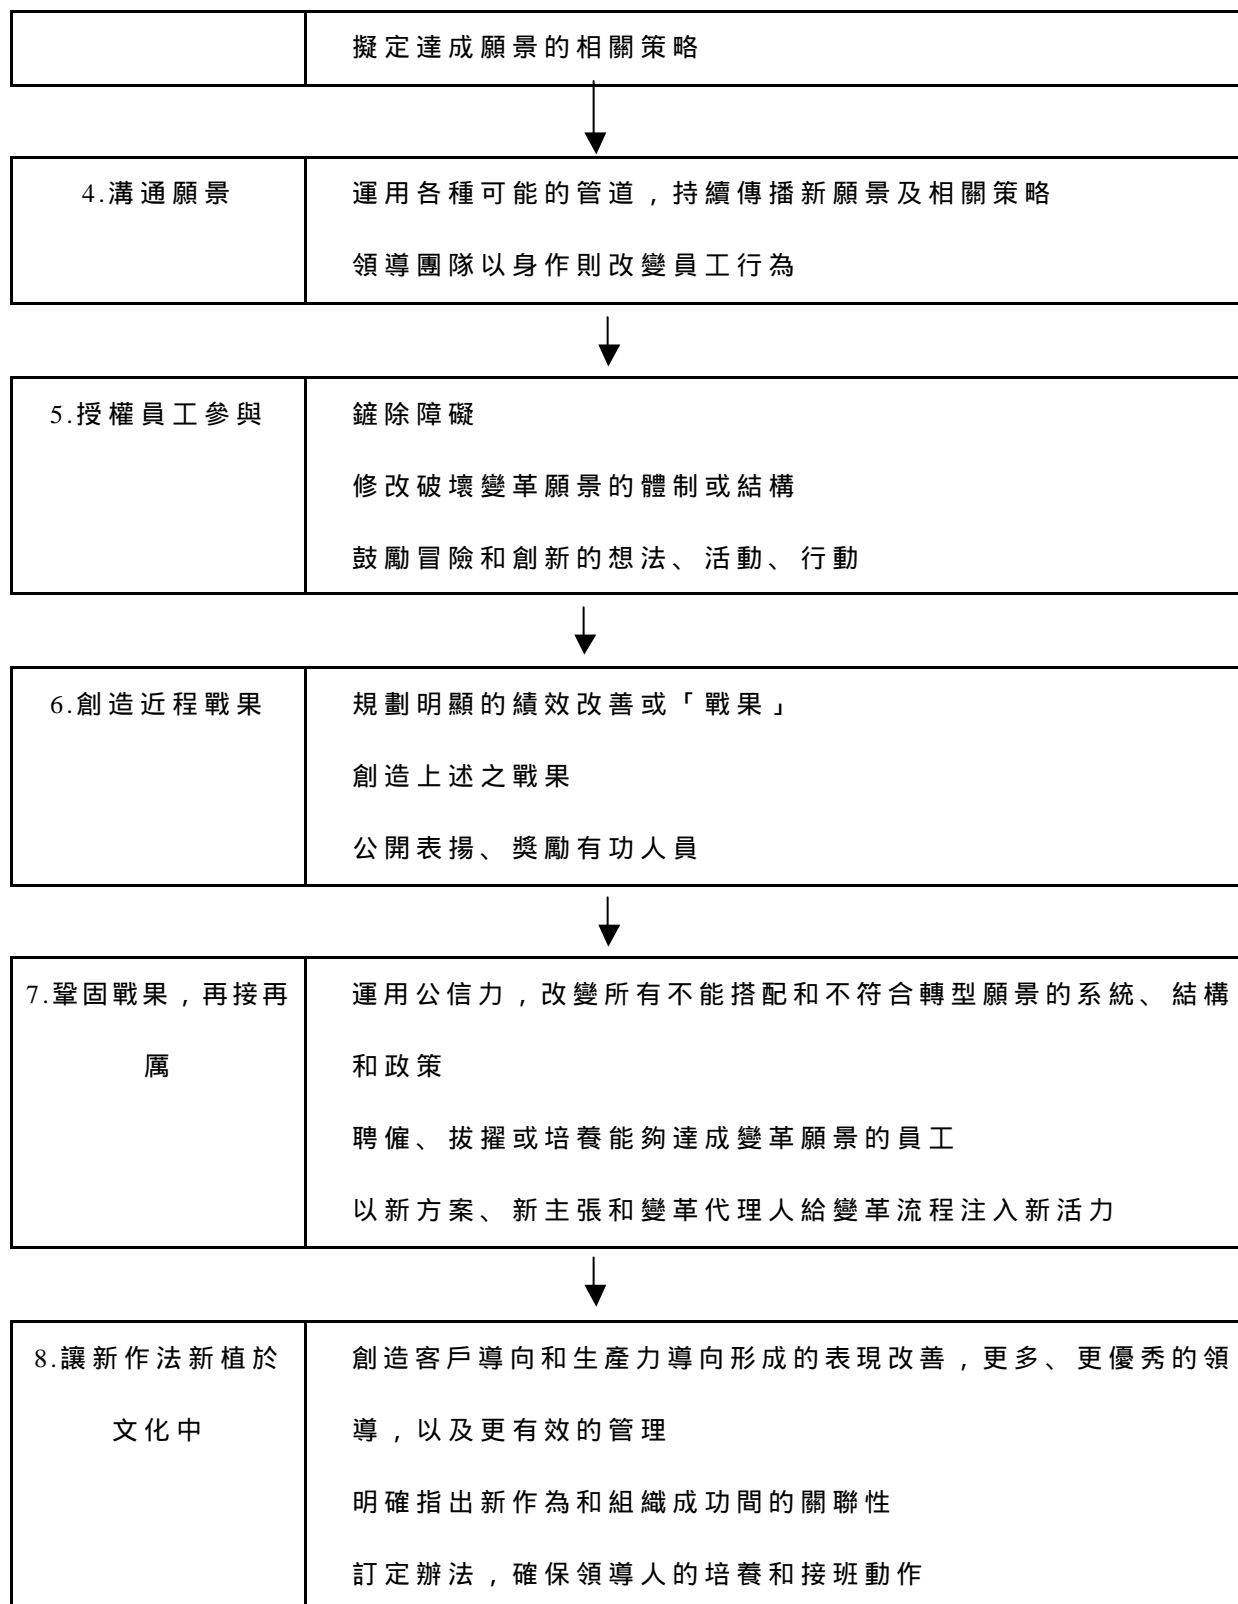 擬定達成願景的相關策略
4.溝通願景
運用各種可能的管道，持續傳播新願景及相關策略
領導團隊以身作則改變員工行為
5.授權員工參與
鏟除障礙
修改破壞變革願景的體制或結構
鼓勵冒險和創新的想法、活動、行動
6.創造近程戰果
規劃明顯的績效改善或「戰果」
創造上述之戰果
公開表揚、獎勵有功人員
7.鞏固戰果，再接再
厲
運用公信力，改變所有不能搭配和不符合轉型願景的系統、結構
和政策
聘僱、拔擢或培養能夠達成變革願景的員工
以新方案、新主張和變革代理人給變革流程注入新活力
8.讓新作法新植於
文化中
創造客戶導向和生產力導向形成的表現改善，更多、更優秀的領
導，以及更有效的管理
明確指出新作為和組織成功間的關聯性
訂定辦法，確保領導人的培養和接班動作